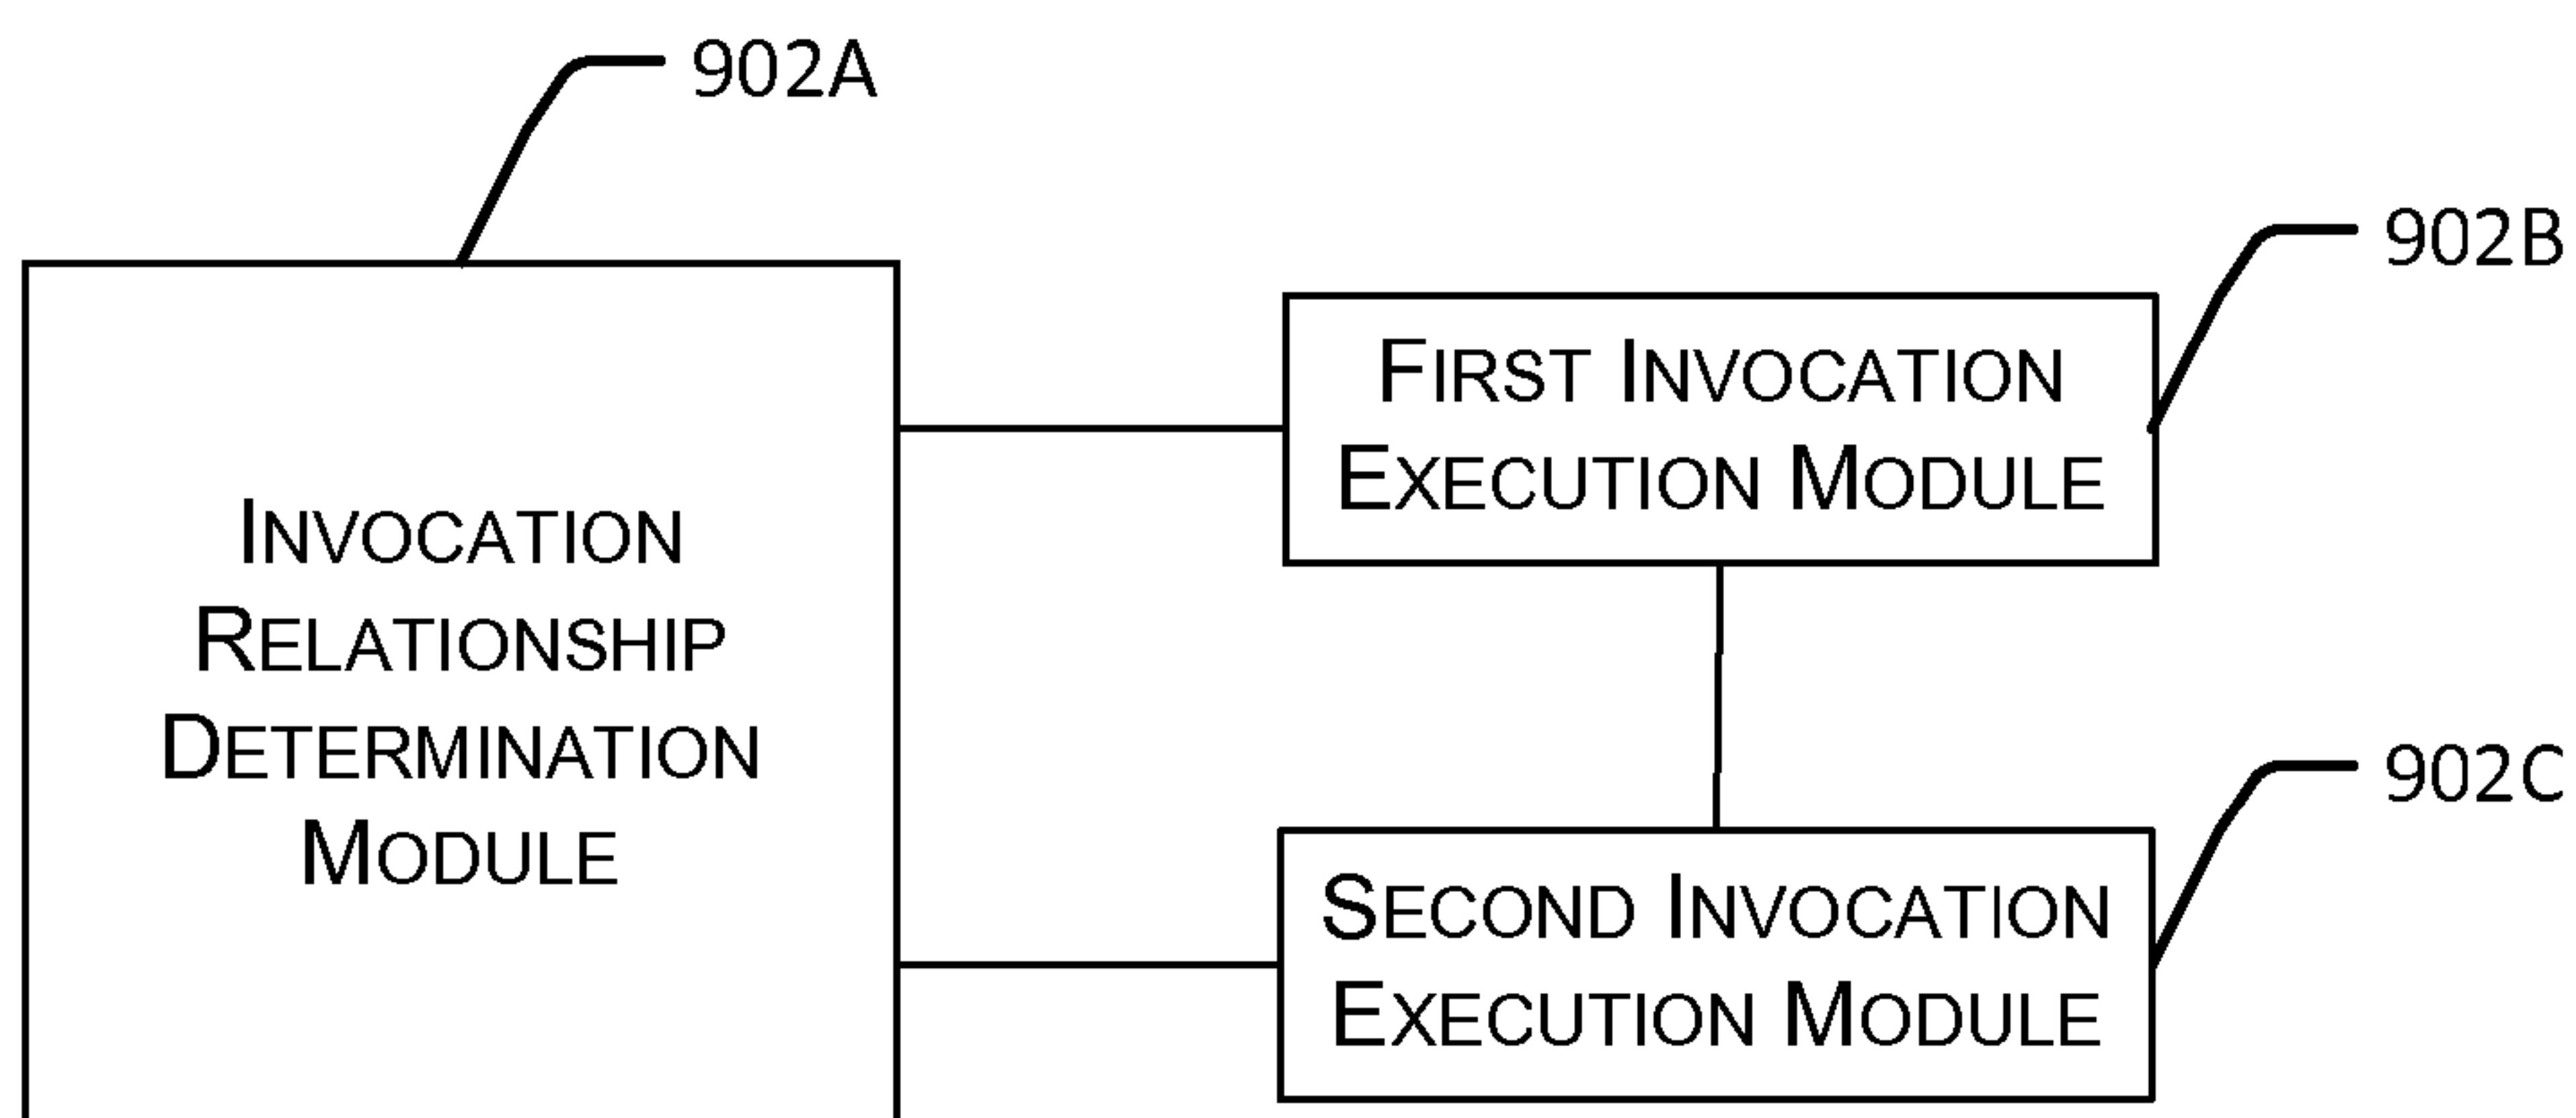 902A
902B
FIRST INVOCATION
EXECUTION MODULE
INVOCATION
RELATIONSHIP
DETERMINATION
MODULE
902C
SECOND INVOCATION
EXECUTION MODULE